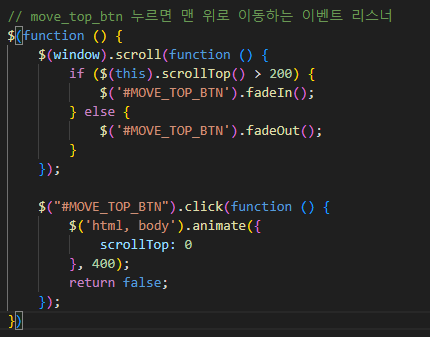 // move_top_btn 누르면 맨 위로 이동하는 이벤트 리스너
$(function () {
    $(window).scroll(function () {
        if ($(this).scrollTop() > 200) {
            $('#MOVE_TOP_BTN').fadeIn();
        } else {
            $('#MOVE_TOP_BTN').fadeOut();
        }
    });

    $("#MOVE_TOP_BTN").click(function () {
        $('html, body').animate({
            scrollTop: 0
        }, 400);
        return false;
    });
})